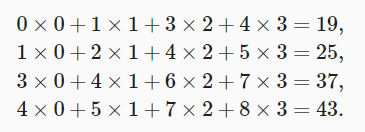 0 × 0 + 1 × 1 + 3 × 2 + 4 × 3 = 19,
1 × 0 + 2 × 1 + 4 × 2 + 5 × 3 = 25,
3 × 0 + 4 × 1 + 6 × 2 + 7 × 3 = 37,
4 × 0 + 5 × 1 + 7 × 2 + 8 × 3 = 43.